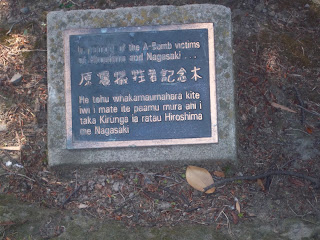 In memory of the A-Bomb victims
of Hiroshima and Nagasaki ...
原爆犠牲者記念木
He tohu whakamaumahara kite
iwi i mate ite paamu mura ahi i
taka Kirunga ia ratau Hiroshima
me Nagasaki